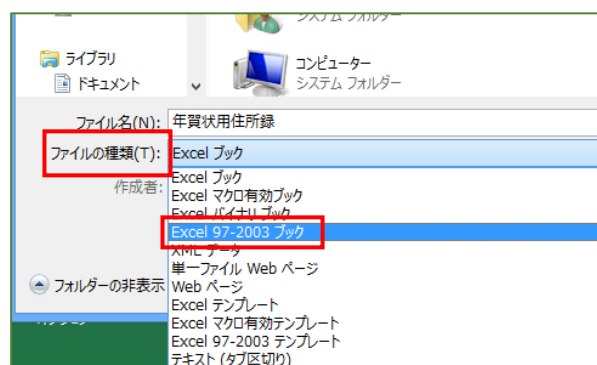 システム フォルダー
ライブラリ
ドキュメント
コンピューター
システム フォルダー
ファイル名(N): 年賀状用住所録
ファイルの種類(T): Excel ブック
作成者:
Excel ブック
Excel マクロ有効ブック
Excel バイナリ ブック
Excel 97-2003 ブック
XML データ
単一ファイル Web ページ
フォルダーの非表示
Web ページ
Excel テンプレート
Excel マクロ有効テンプレート
Excel 97-2003 テンプレート
テキスト (タブ区切り)